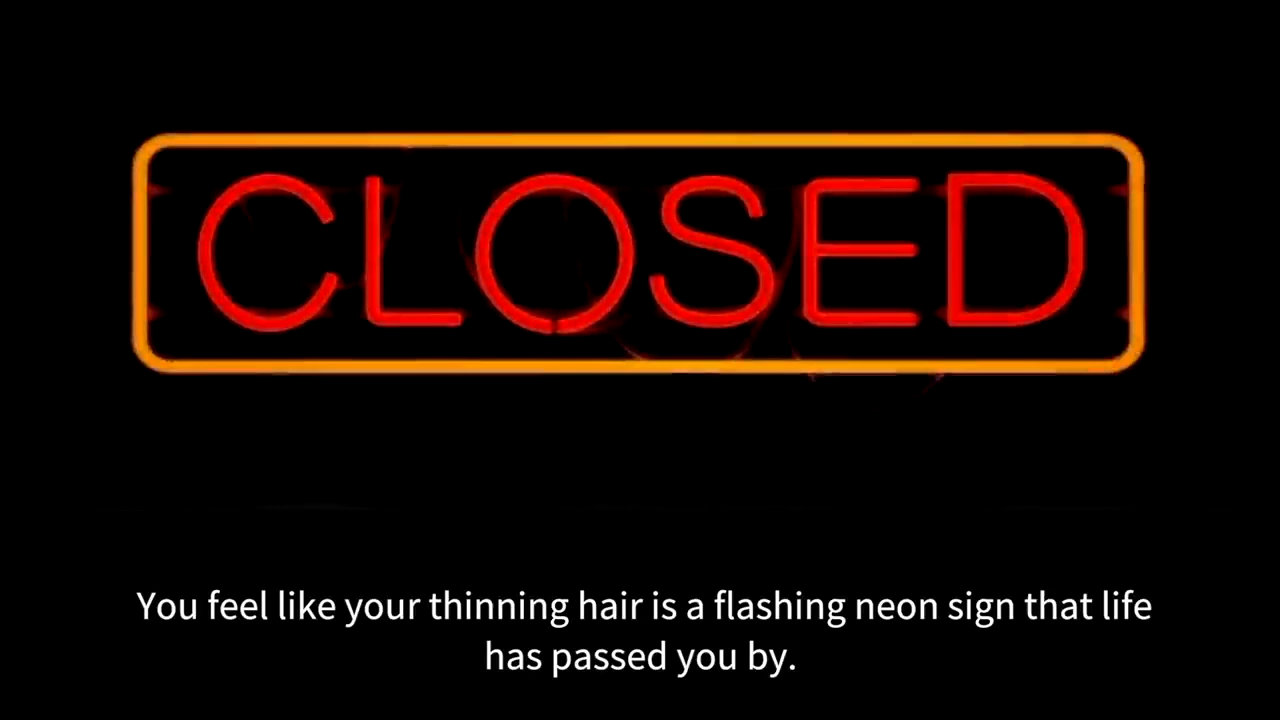 CLOSED
You feel like your thinning hair is a flashing neon sign that life
has passed you by.